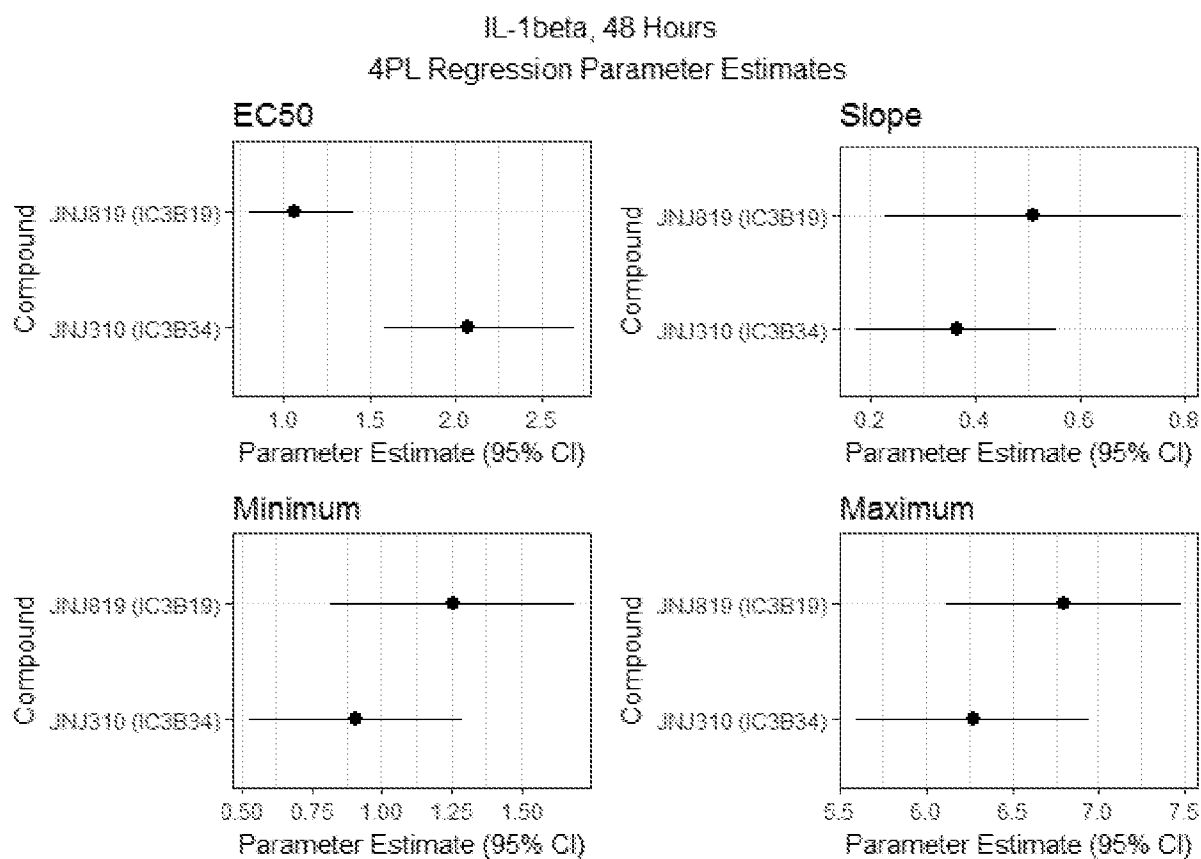 IL-1beta, 48 Hours
4PL Regression Parameter Estimates
EC50
Compound
JNJ819 (IC3B19)
JNJ310 (IC3B34)
1.0 1.5 2.0 2.5
Parameter Estimate (95% CI)
Slope
Compound
JNJ819 (IC3B19)
JNJ310 (IC3B34)
0.2 0.4 0.6 0.8
Parameter Estimate (95% CI)
Minimum
Compound
JNJ819 (IC3B19)
JNJ310 (IC3B34)
0.50 0.75 1.00 1.25 1.50
Parameter Estimate (95% CI)
Maximum
Compound
JNJ819 (IC3B19)
JNJ310 (IC3B34)
5.5 6.0 6.5 7.0 7.5
Parameter Estimate (95% CI)